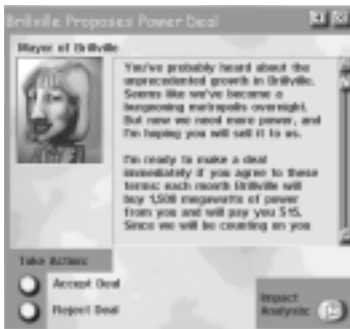 Brillville Proposes Power Deal
Mayor of Brillville
You've probably heard about the
unprecedented growth in Brillville.
Seems like we've become a
burgeoning metropolis overnight.
But now we need more power, and
I'm hoping you will sell it to us.
I'm ready to make a deal
immediately if you agree to these
terms: each month Brillville will
buy 1,500 megawatts of power
from you and will pay you $15.
Since we will be counting on you
Take Action:
Accept Deal
Reject Deal
Impact
Analysis: